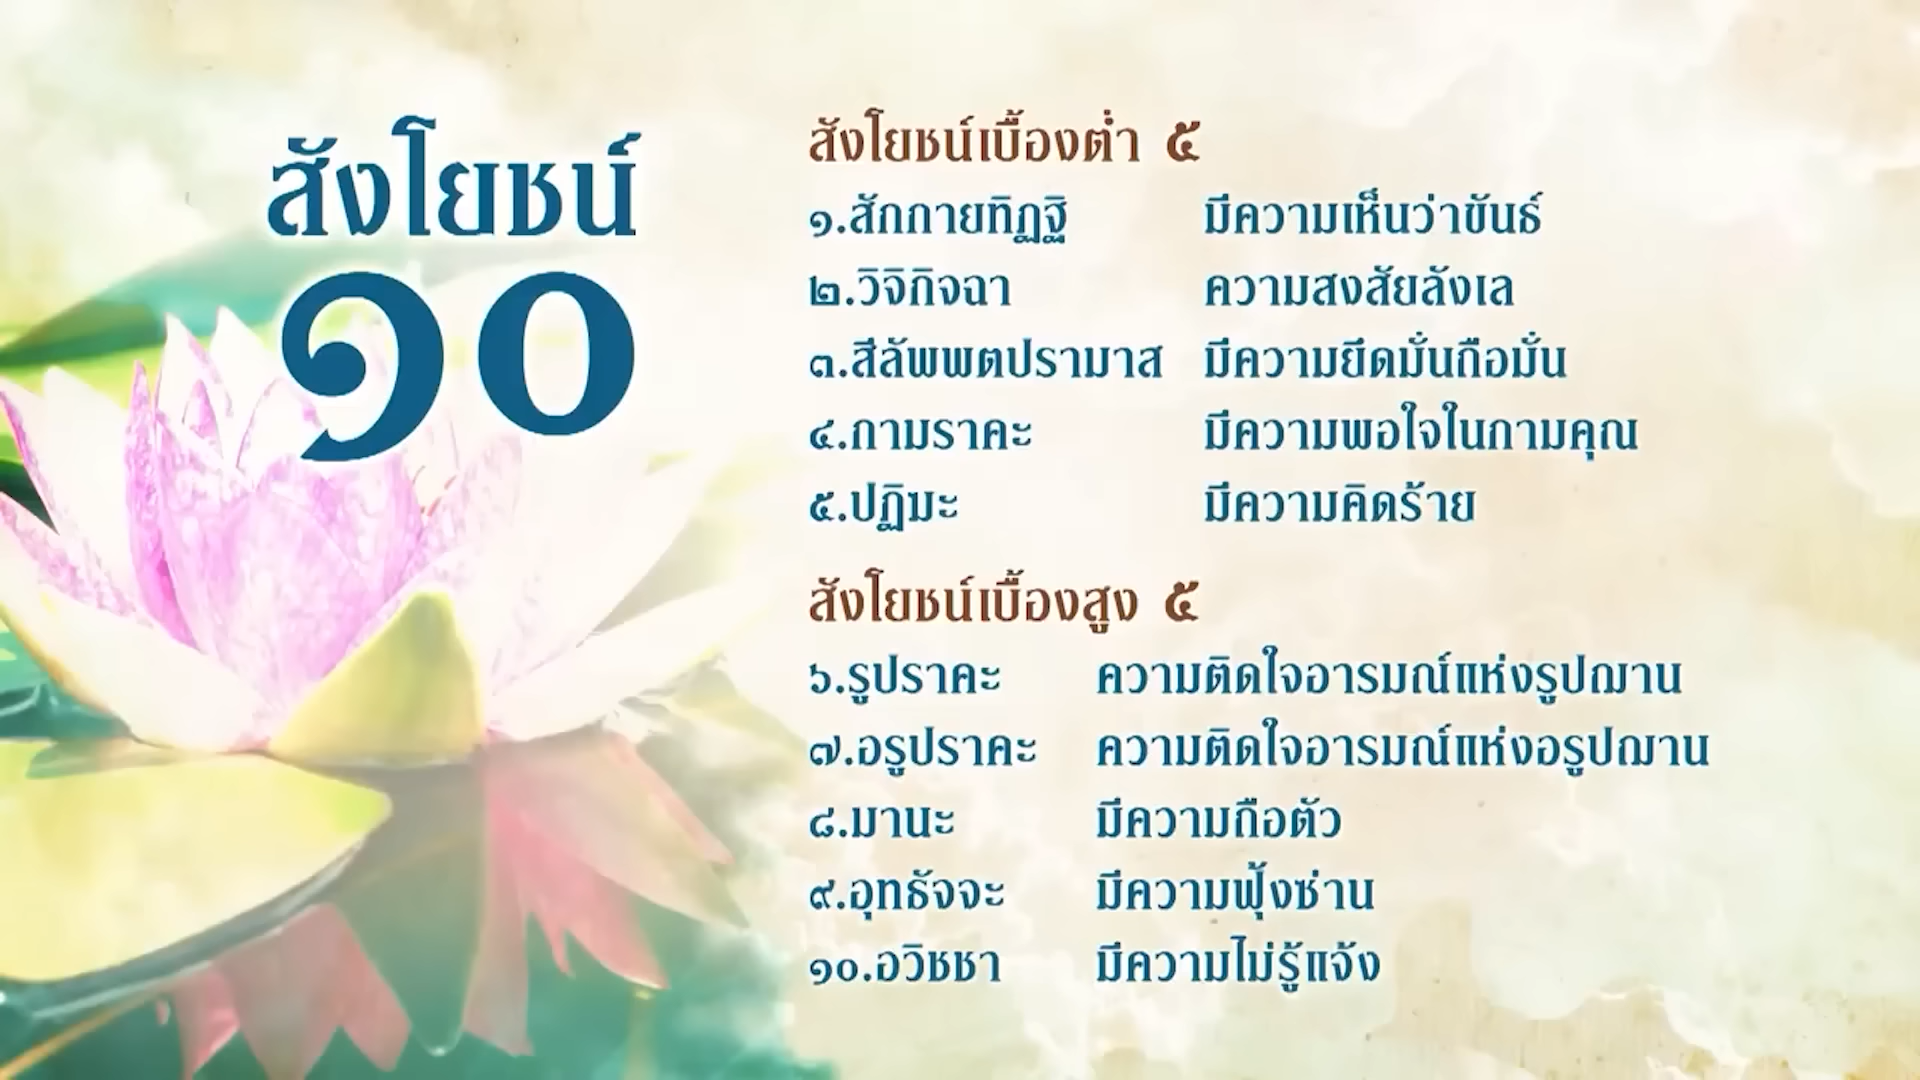 สังโยชน์
๑๐
สังโยชน์เบื้องต่ำ ๕
๑.สักกายทิฏฐิ มีความเห็นว่าขันธ์
๒.วิจิกิจฉา ความสงสัยลังเล
๓.สีลัพพตปรามาส มีความยึดมั่นถือมั่น
๔.กามราคะ มีความพอใจในกามคุณ
๕.ปฏิฆะ มีความคิดร้าย
สังโยชน์เบื้องสูง ๕
๖.รูปราคะ ความติดใจอารมณ์แห่งรูปฌาน
๗.อรูปราคะ ความติดใจอารมณ์แห่งอรูปฌาน
๘.มานะ มีความถือตัว
๙.อุทธัจจะ มีความฟุ้งซ่าน
๑๐.อวิชชา มีความไม่รู้แจ้ง